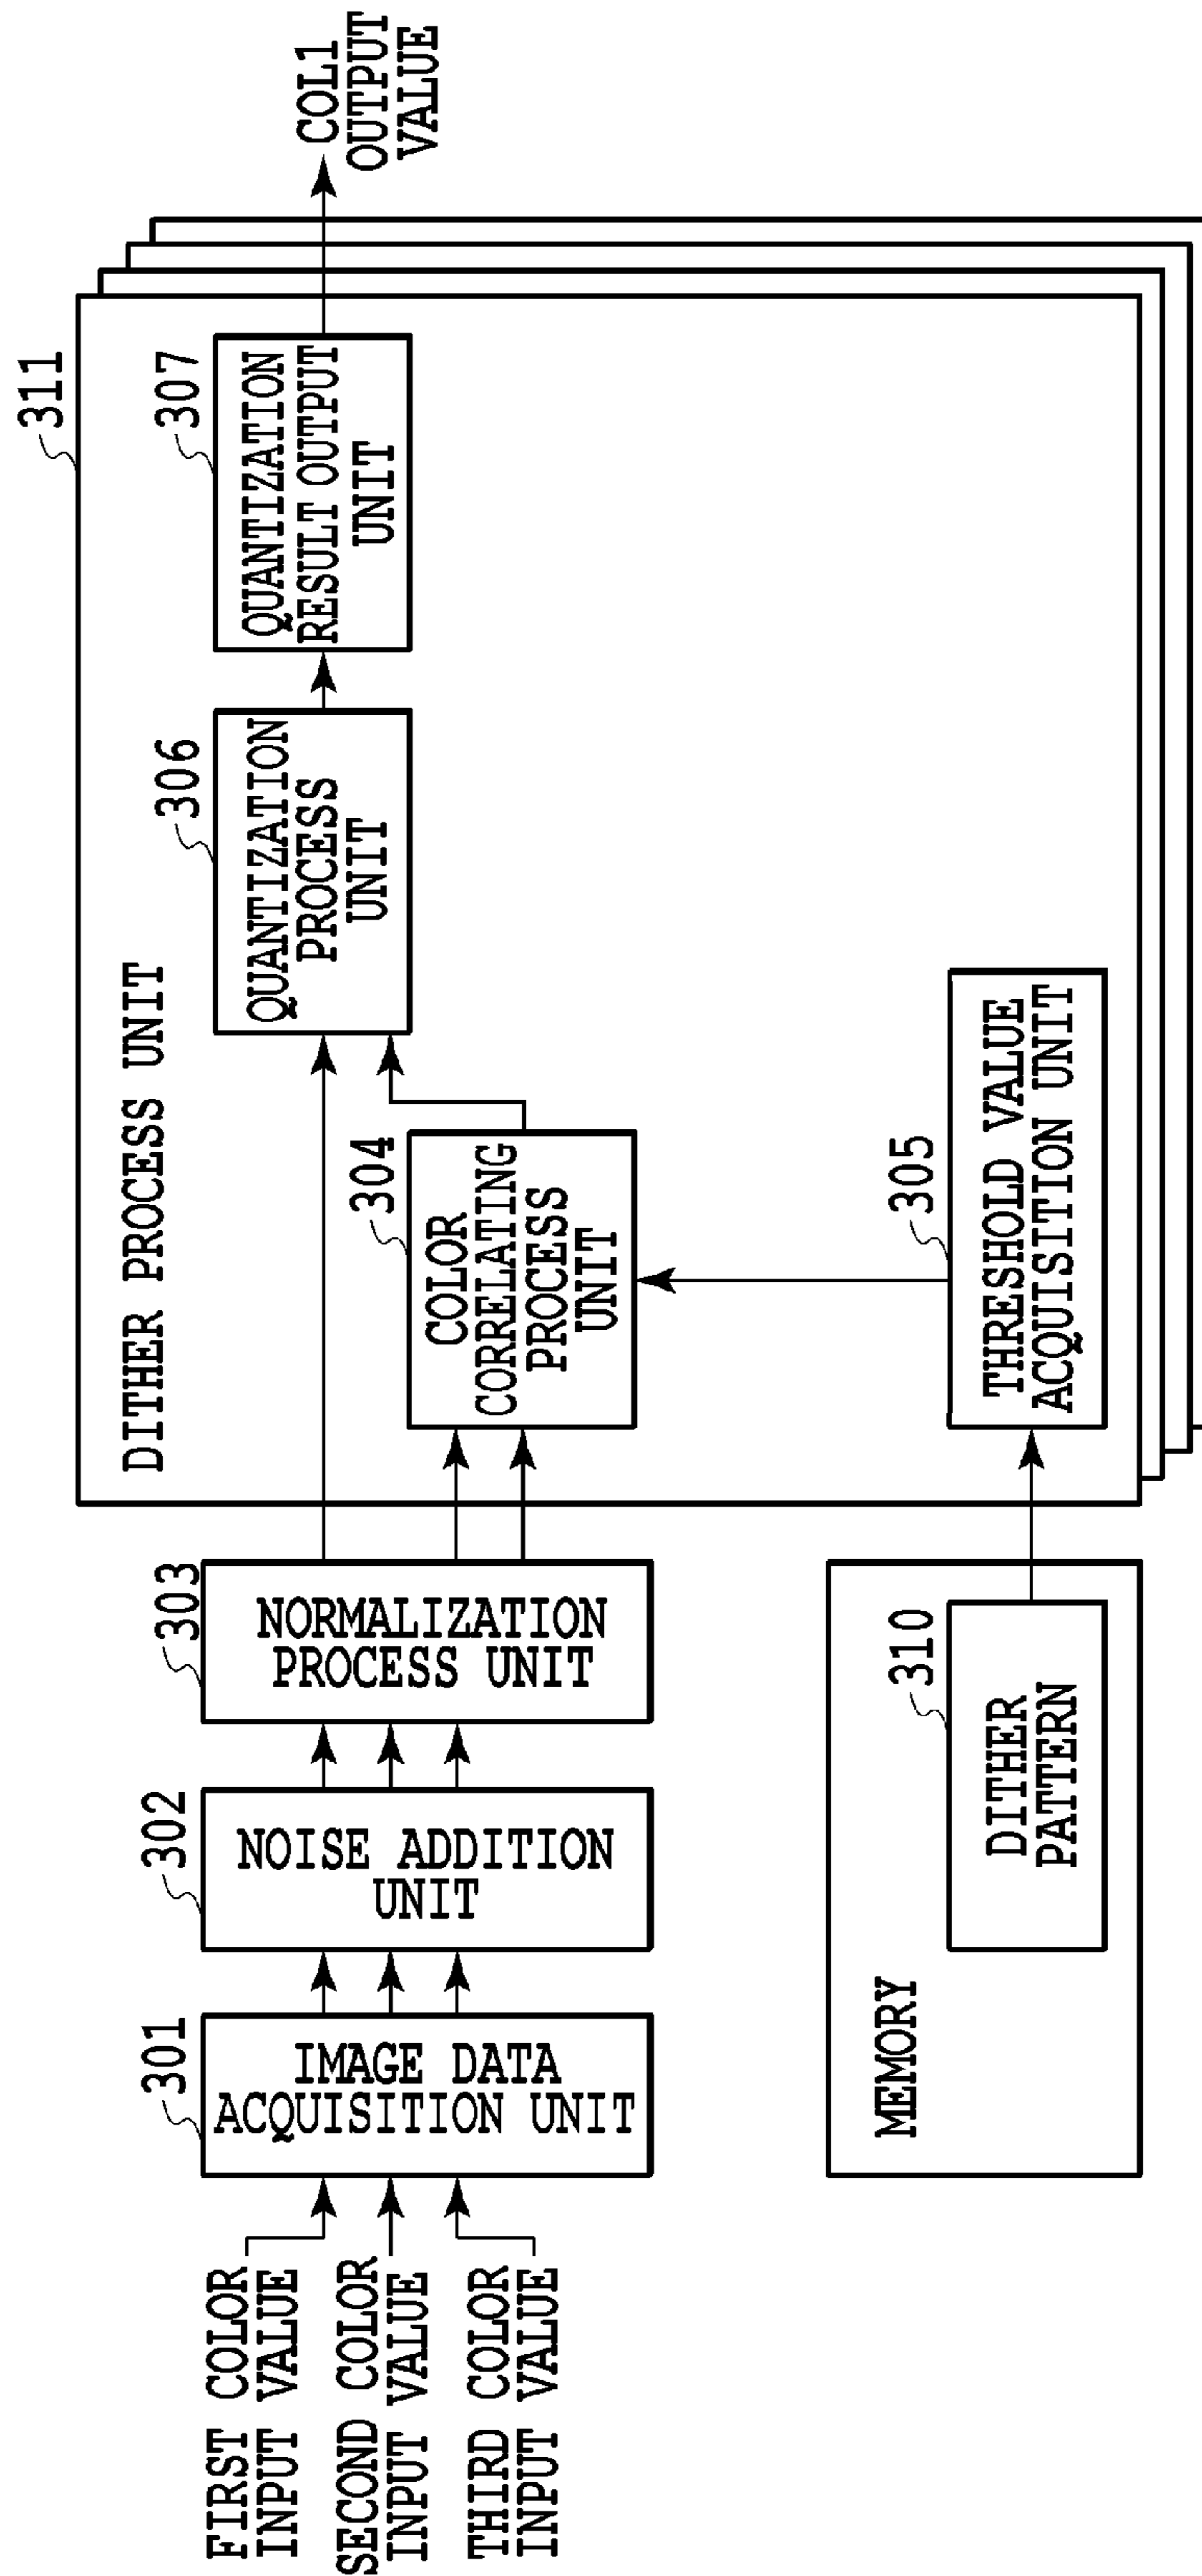 FIRST COLOR
INPUT VALUE
SECOND COLOR
INPUT VALUE
THIRD COLOR
INPUT VALUE
301
IMAGE DATA
ACQUISITION UNIT
302
NOISE ADDITION
UNIT
303
NORMALIZATION
PROCESS UNIT
311
DITHER PROCESS UNIT
304
COLOR
CORRELATING
PROCESS
UNIT
306
QUANTIZATION
PROCESS
UNIT
307
QUANTIZATION
RESULT OUTPUT
UNIT
COL1
OUTPUT
VALUE
MEMORY
310
DITHER
PATTERN
305
THRESHOLD VALUE
ACQUISITION UNIT